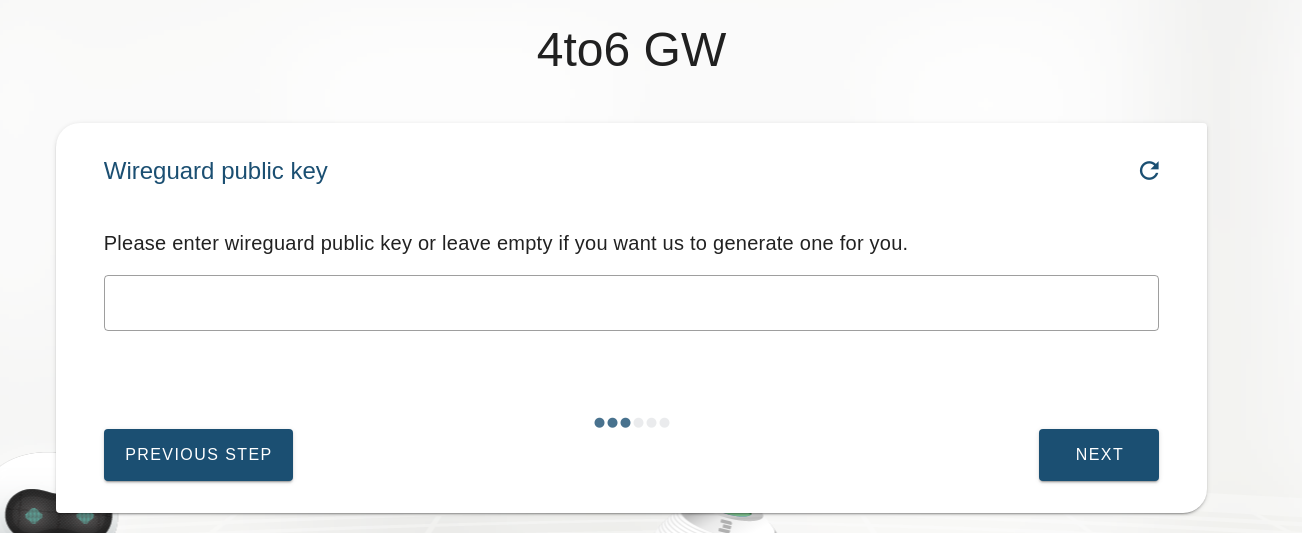 4to6 GW
Wireguard public key
Please enter wireguard public key or leave empty if you want us to generate one for you.
PREVIOUS STEP
NEXT